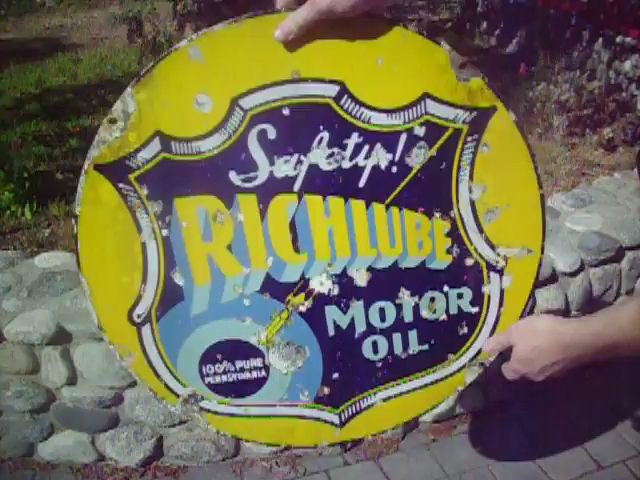 Safety!
RICHLUBE
MOTOR
OIL
100% PURE
PENNSYLVANIA